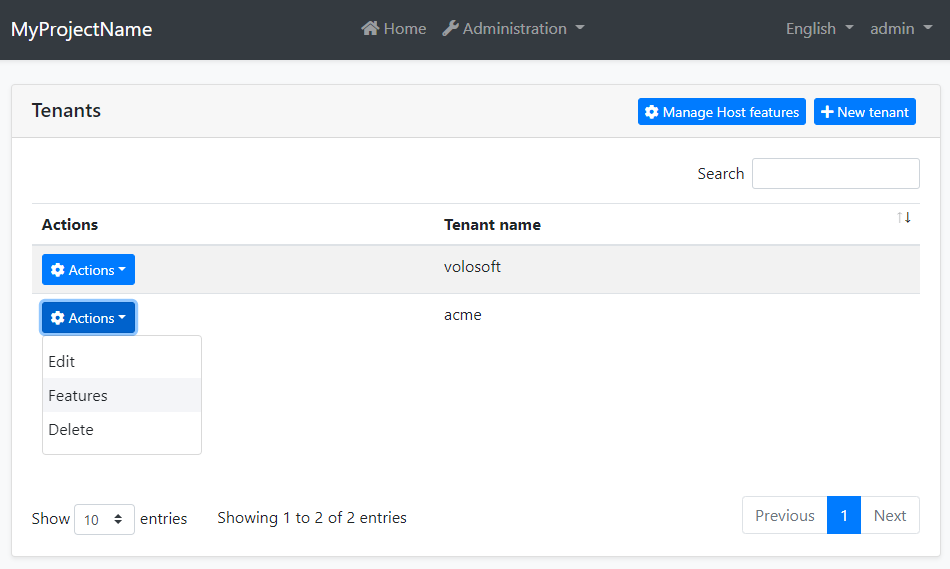 MyProjectName Home Administration English admin
Tenants Manage Host features New tenant
Search
Actions Tenant name
Actions volosoft
Actions acme
Edit
Features
Delete
Show 10 entries Showing 1 to 2 of 2 entries Previous 1 Next